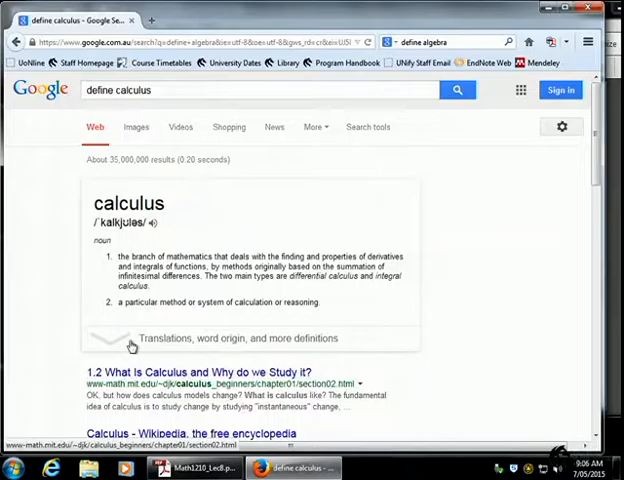 define calculus - Google Se...
https://www.google.com.au/search?q=define+algebra&ie=utf-8&oe=utf-8&gws_rd=cr&ei=
define algebra
UoNline Staff Homepage Course Timetables University Dates Library Program Handbook UNify Staff Email EndNote Web Mendeley
Google
define calculus
Sign in
Web Images Videos Shopping News More Search tools
About 35,000,000 results (0.20 seconds)
calculus
/ˈkalkjʊləs/
noun
1. the branch of mathematics that deals with the finding and properties of derivatives
and integrals of functions, by methods originally based on the summation of
infinitesimal differences. The two main types are differential calculus and integral
calculus.
2. a particular method or system of calculation or reasoning.
Translations, word origin, and more definitions
1.2 What Is Calculus and Why do we Study it?
www-math.mit.edu/~djk/calculus_beginners/chapter01/section02.html
OK, but how does calculus models change? What is calculus like? The fundamental
idea of calculus is to study change by studying "instantaneous" change, ...
Calculus - Wikipedia, the free encyclopedia
www-math.mit.edu/~djk/calculus_beginners/chapter01/section02.html
Math1210_Lec8.p...
define calculus - ...
9:06 AM
7/05/2015